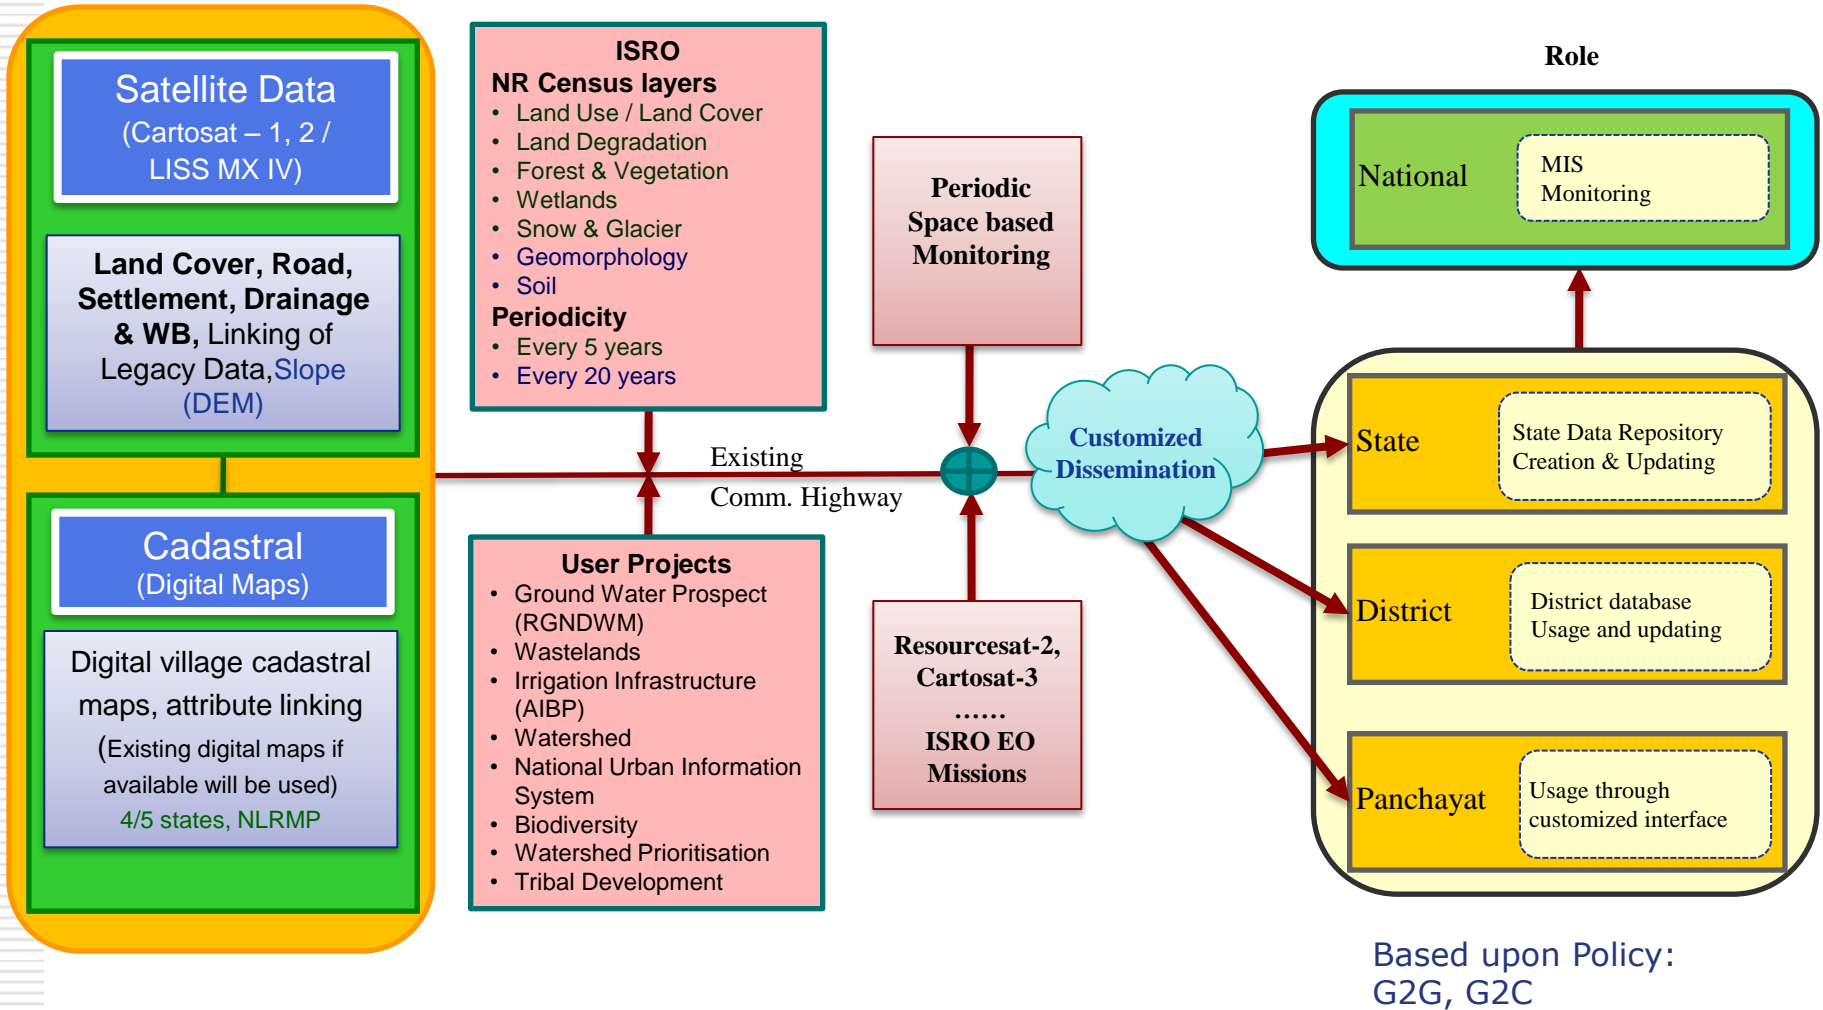 Satellite Data
(Cartosat – 1, 2 /
LISS MX IV)
Land Cover, Road,
Settlement, Drainage
& WB, Linking of
Legacy Data,Slope
(DEM)
Cadastral
(Digital Maps)
Digital village cadastral
maps, attribute linking
(Existing digital maps if
available will be used)
4/5 states, NLRMP
ISRO
NR Census layers
• Land Use / Land Cover
• Land Degradation
• Forest & Vegetation
• Wetlands
• Snow & Glacier
• Geomorphology
• Soil
Periodicity
• Every 5 years
• Every 20 years
Existing
Comm. Highway
User Projects
• Ground Water Prospect
(RGNDWM)
• Wastelands
• Irrigation Infrastructure
(AIBP)
• Watershed
• National Urban Information
System
• Biodiversity
• Watershed Prioritisation
• Tribal Development
Periodic
Space based
Monitoring
Resourcesat-2,
Cartosat-3
……
ISRO EO
Missions
Customized
Dissemination
Role
National
MIS
Monitoring
State
State Data Repository
Creation & Updating
District
District database
Usage and updating
Panchayat
Usage through
customized interface
Based upon Policy:
G2G, G2C